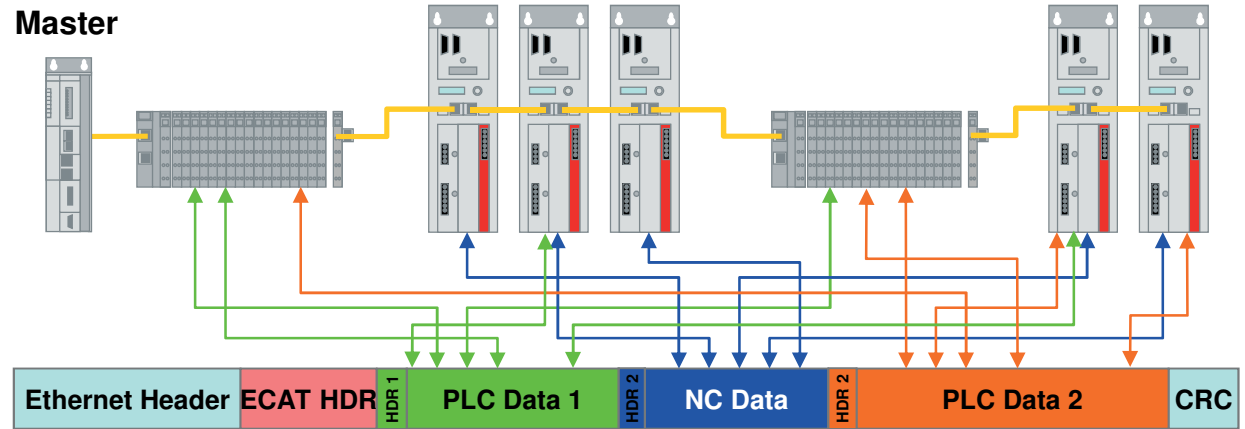 Master
Ethernet Header
ECAT HDR
HDR 1
PLC Data 1
HDR 2
NC Data
HDR 2
PLC Data 2
CRC